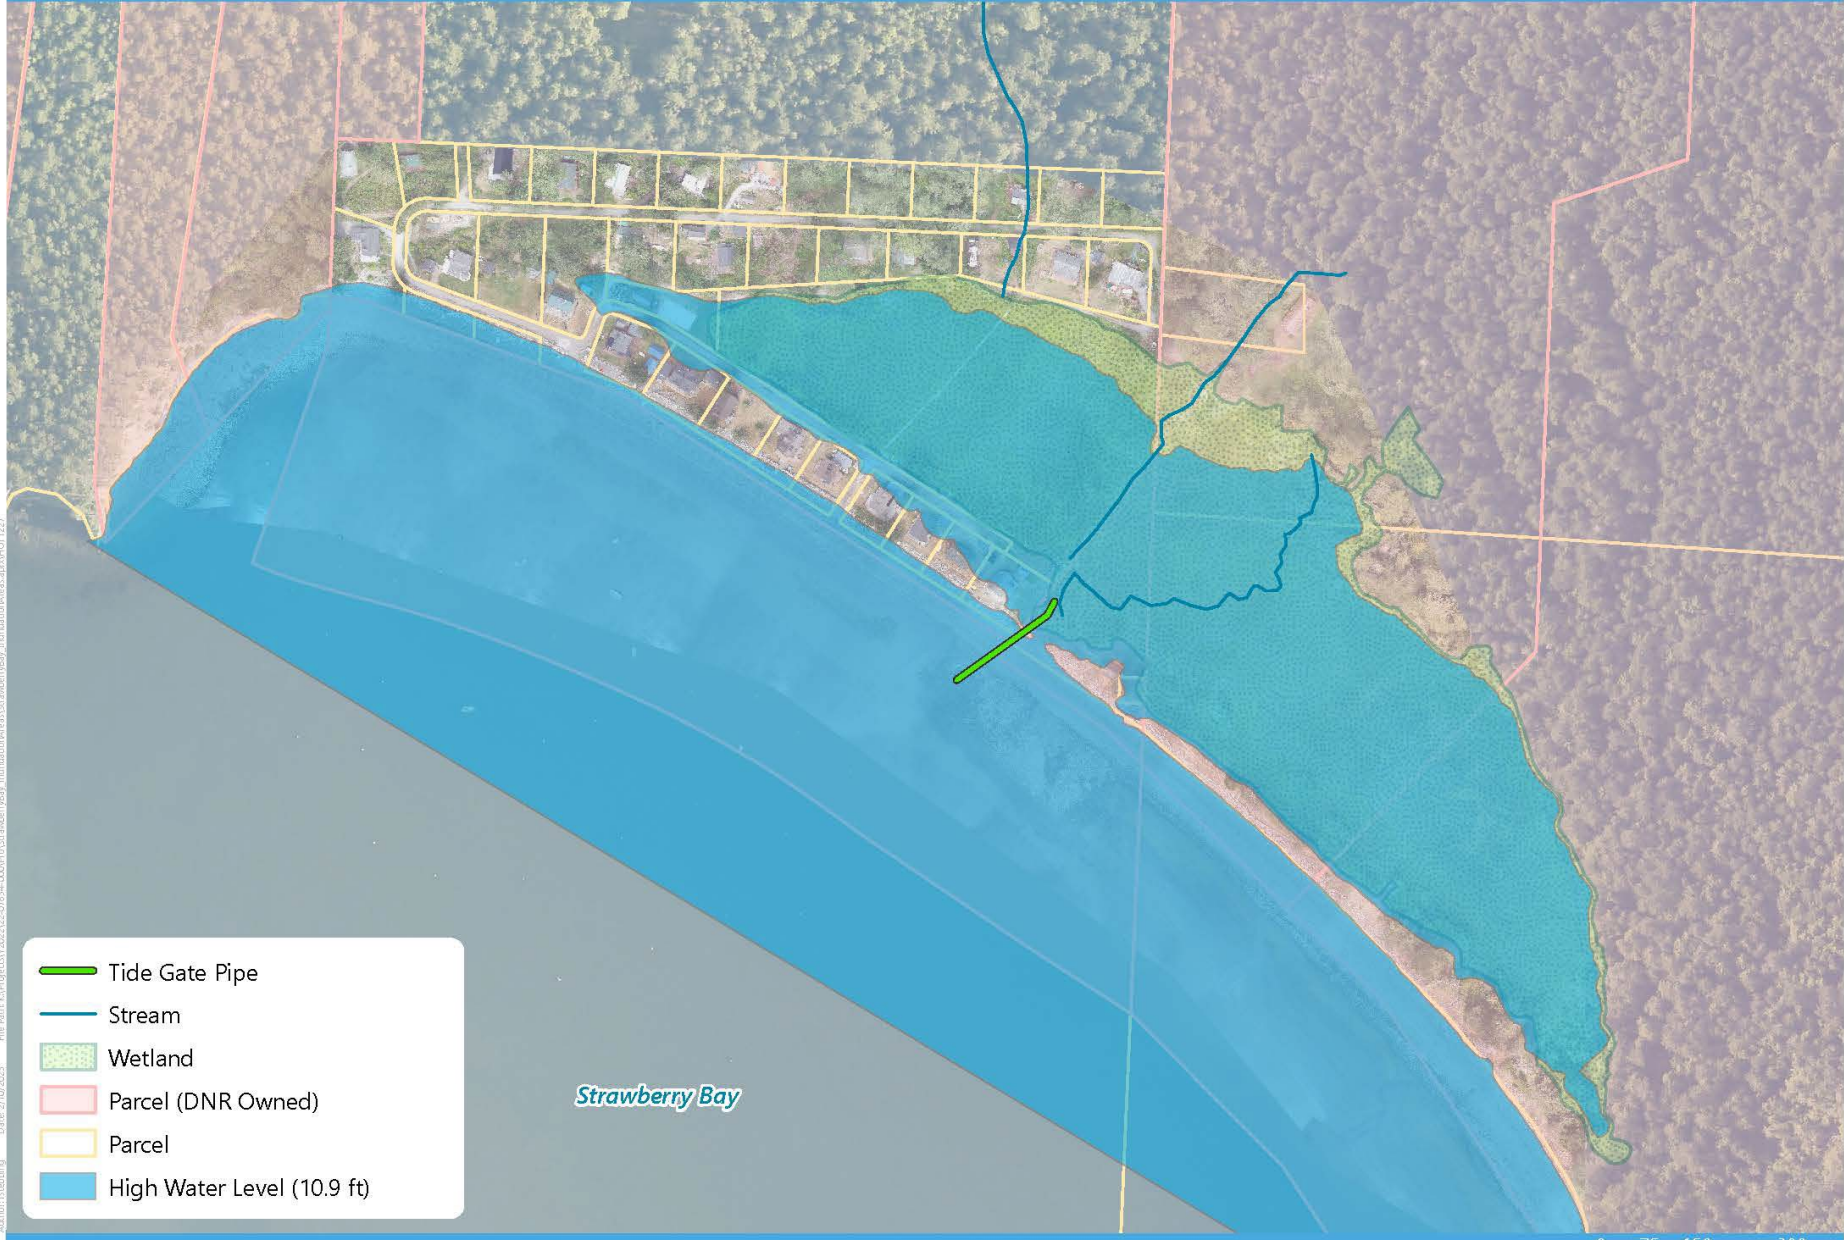 Tide Gate Pipe
Stream
Wetland
Parcel (DNR Owned)
Parcel
High Water Level (10.9 ft)
Strawberry Bay